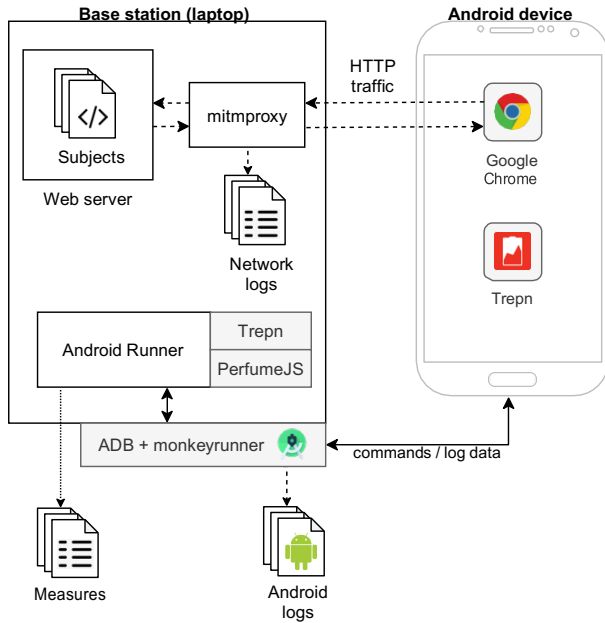 Base station (laptop)
Android device
HTTP
traffic
mitmproxy
</>
Subjects
Web server
Google
Chrome
Network
logs
Trepn
Android Runner
Trepn
PerfumeJS
ADB + monkeyrunner
commands / log data
Measures
Android
logs